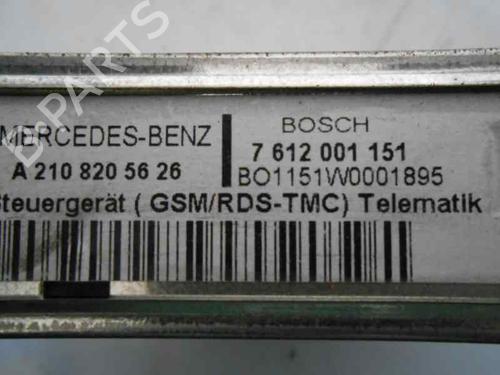 MERCEDES-BENZ
A 210 820 56 26
BOSCH
7 612 001 151
BO1151W0001895
Steuergerät ( GSM/RDS-TMC) Telematik
B-PARTS